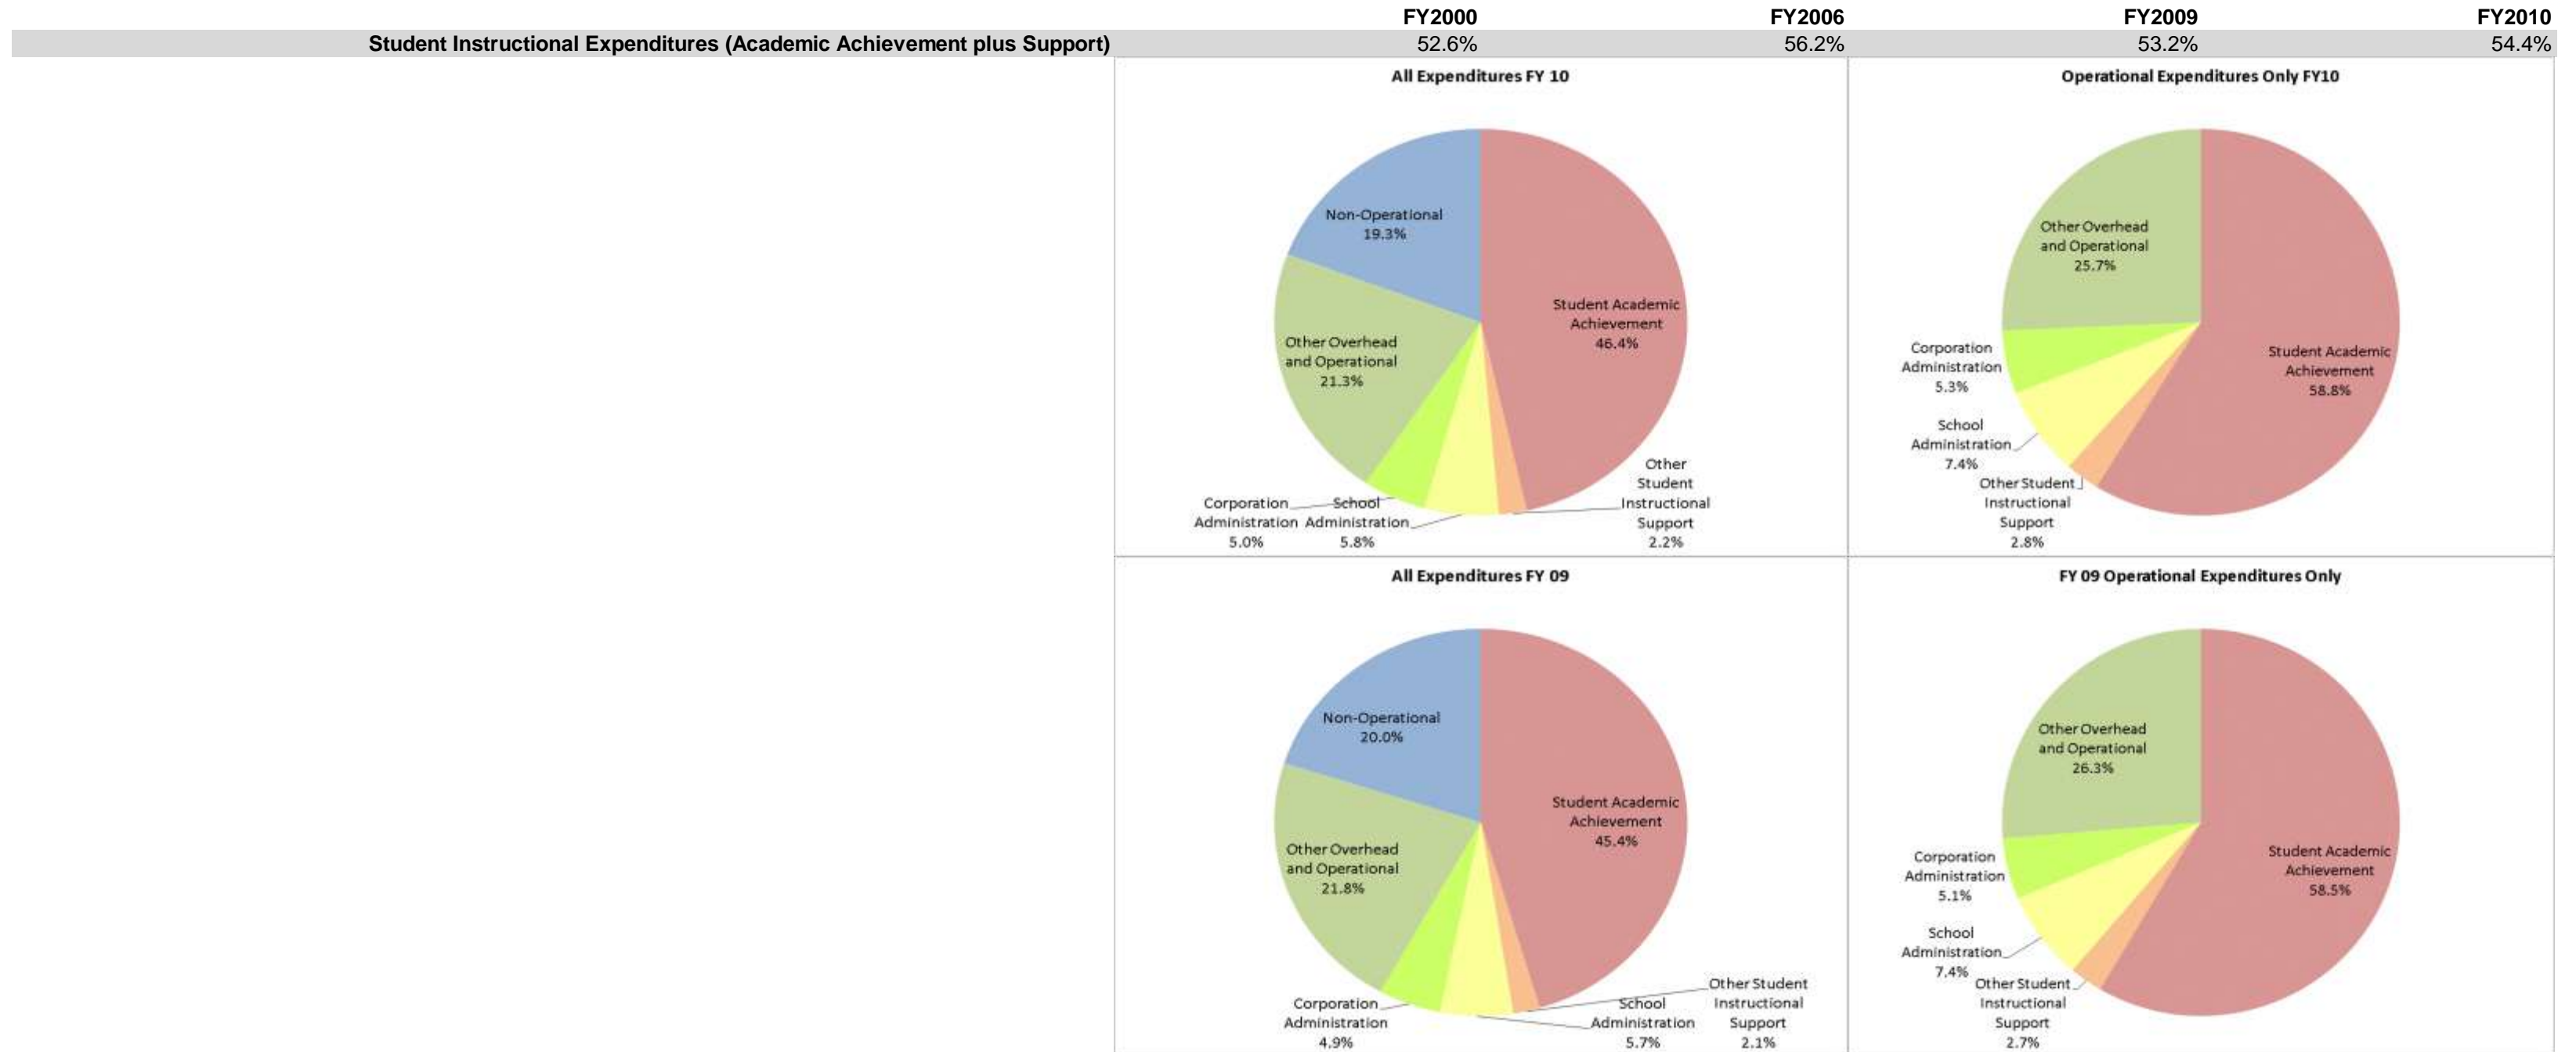 FY2000 FY2006 FY2009 FY2010
Student Instructional Expenditures (Academic Achievement plus Support) 52.6% 56.2% 53.2% 54.4%
All Expenditures FY 10
Non-Operational
19.3%
Student Academic
Achievement
46.4%
Other Overhead
and Operational
21.3%
Other
Student
Instructional
Support
2.2%
Corporation
Administration
5.0%
School
Administration
5.8%
Operational Expenditures Only FY10
Other Overhead
and Operational
25.7%
Corporation
Administration
5.3%
Student Academic
Achievement
58.8%
School
Administration
7.4%
Other Student
Instructional
Support
2.8%
All Expenditures FY 09
Non-Operational
20.0%
Student Academic
Achievement
45.4%
Other Overhead
and Operational
21.8%
Corporation
Administration
4.9%
School
Administration
5.7%
Other Student
Instructional
Support
2.1%
FY 09 Operational Expenditures Only
Other Overhead
and Operational
26.3%
Corporation
Administration
5.1%
Student Academic
Achievement
58.5%
School
Administration
7.4%
Other Student
Instructional
Support
2.7%